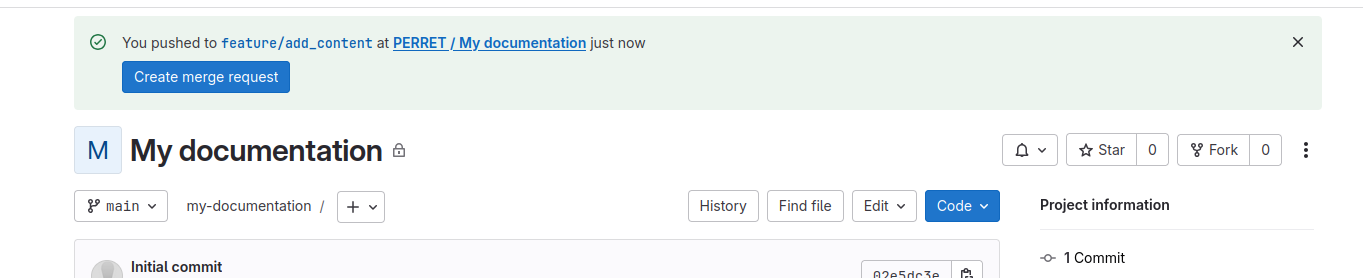 You pushed to feature/add_content at PERRET / My documentation just now
Create merge request
M My documentation
Star 0 Fork 0
main my-documentation / + History Find file Edit Code Project information
Initial commit 02e5dc3e 1 Commit